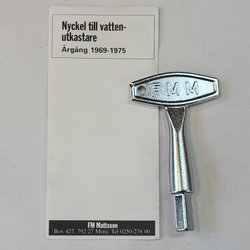 Nyckel till vatten-
utkastare
Årgång 1969-1975
FMM
FM Mattsson
Box 427, 792 27 Mora. Tel 0250-278 00